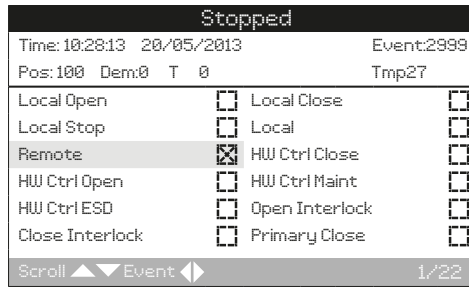 Stopped
Time: 10:28:13 20/05/2013 Event:2999
Pos:100 Dem:0 T 0 Tmp27
Local Open Local Close
Local Stop Local
Remote HW Ctrl Close
HW Ctrl Open HW Ctrl Maint
HW Ctrl ESD Open Interlock
Close Interlock Primary Close
Scroll Event 1/22